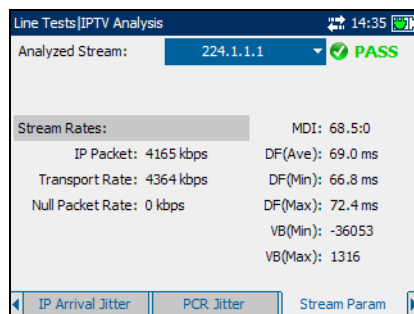 Line Tests|IPTV Analysis 14:35
Analyzed Stream: 224.1.1.1 PASS
Stream Rates: MDI: 68.5:0
IP Packet: 4165 kbps DF(Ave): 69.0 ms
Transport Rate: 4364 kbps DF(Min): 66.8 ms
Null Packet Rate: 0 kbps DF(Max): 72.4 ms
VB(Min): -36053
VB(Max): 1316
IP Arrival Jitter PCR Jitter Stream Param